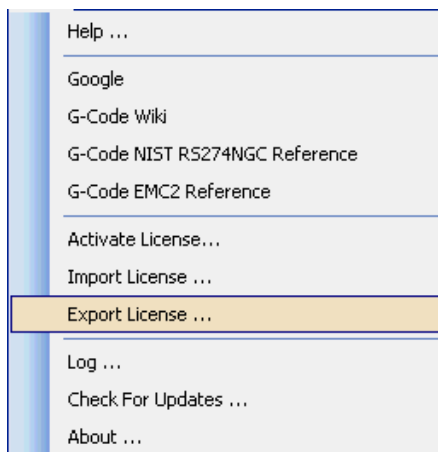 Help ...
Google
G-Code Wiki
G-Code NIST RS274NGC Reference
G-Code EMC2 Reference
Activate License...
Import License ...
Export License ...
Log ...
Check For Updates ...
About ...